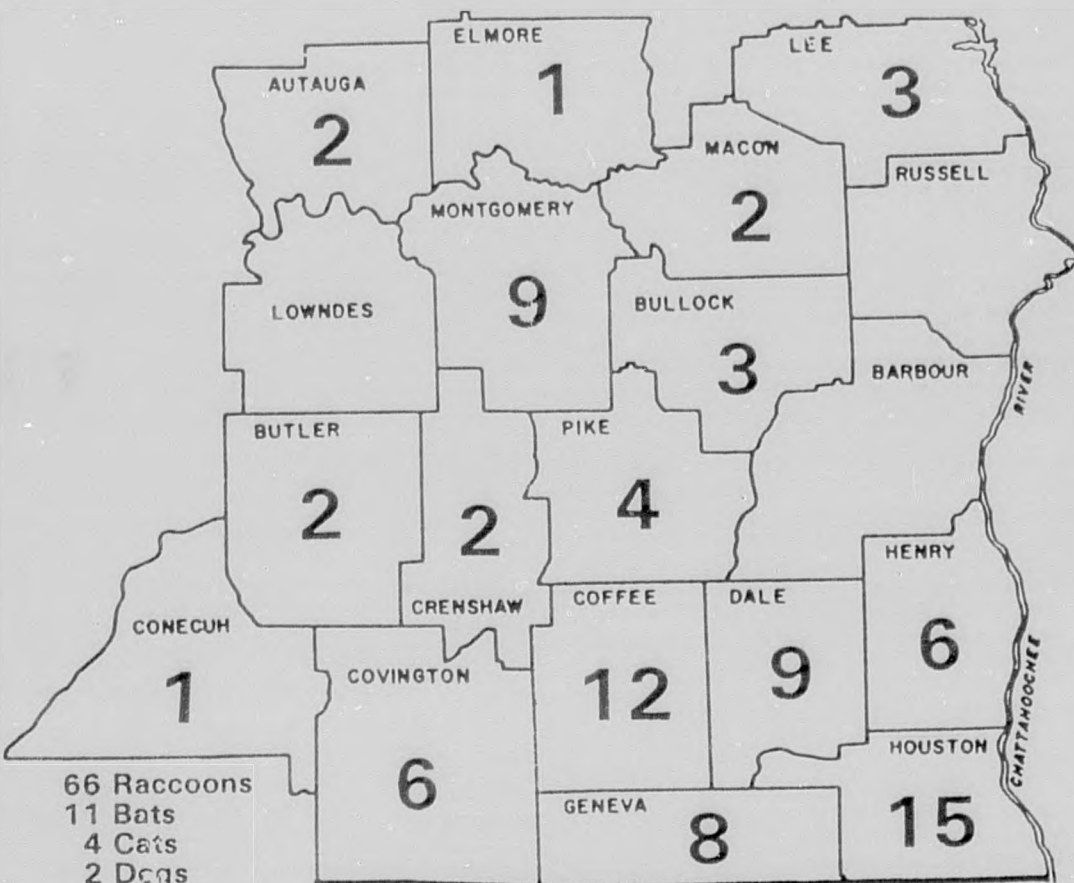 ELMORE
1
LEE
3
AUTAUGA
2
MACON
2
RUSSELL
MONTGOMERY
9
LOWNDES
BULLOCK
3
BARBOUR
RIVER
BUTLER
2
2
CRENSHAW
PIKE
4
HENRY
6
CONECUH
1
COVINGTON
6
COFFEE
12
DALE
9
CHATTAHOOCHEE
HOUSTON
15
GENEVA
8
66 Raccoons
11 Bats
4 Cats
2 Dogs